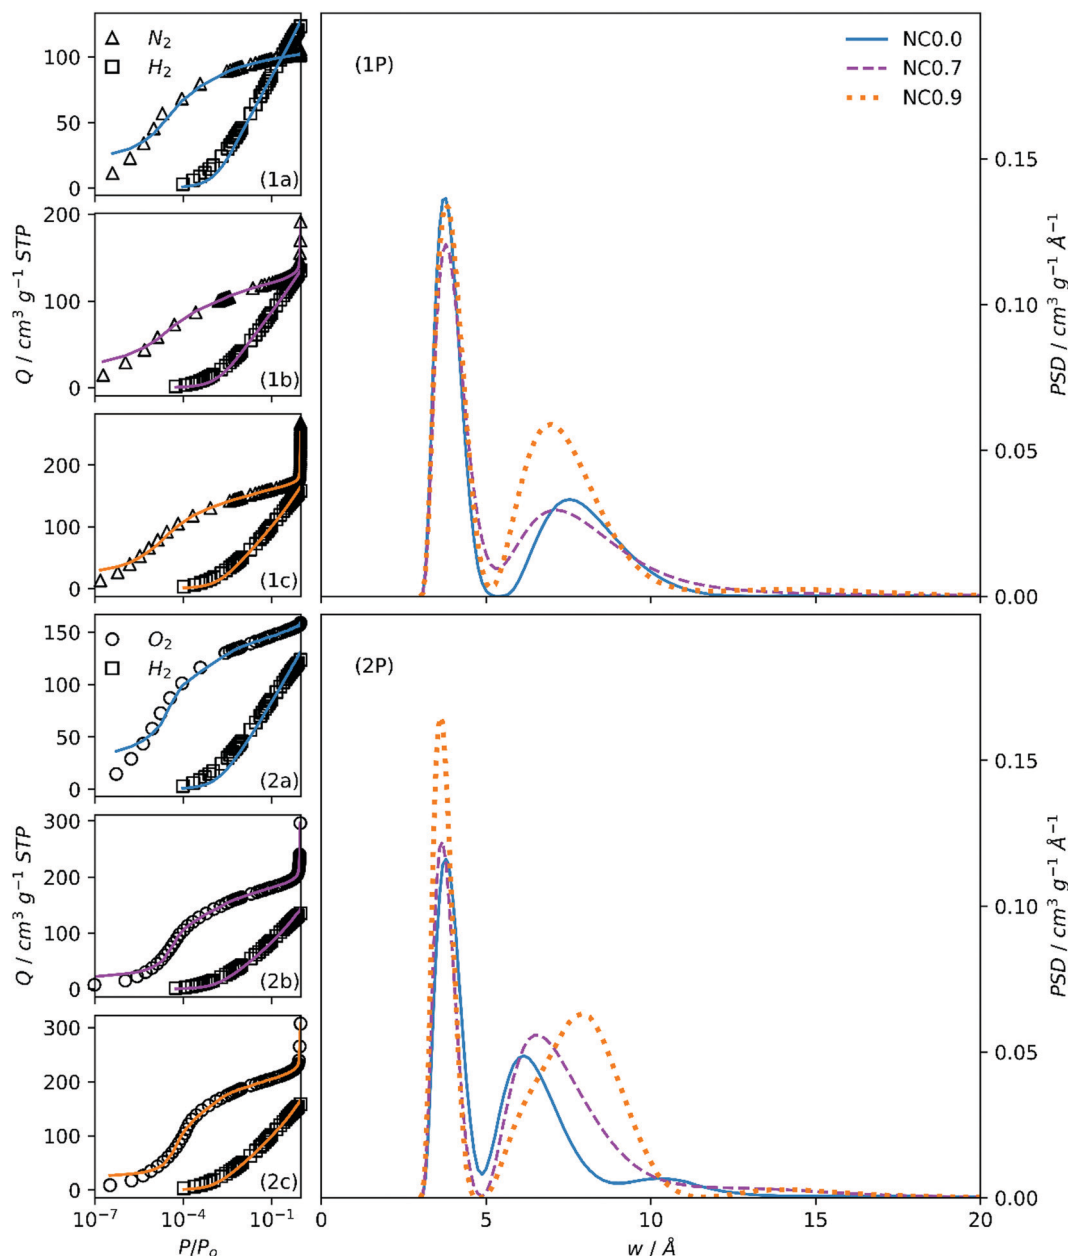 N₂
H₂
100
50
0
(1a)
200
100
0
(1b)
200
100
0
(1c)
Q / cm³ g⁻¹ STP
(1P)
NC0.0
NC0.7
NC0.9
0.15
0.10
0.05
0.00
PSD / cm³ g⁻¹ Å⁻¹
O₂
H₂
150
100
50
0
(2a)
300
200
100
0
(2b)
300
200
100
0
(2c)
Q / cm³ g⁻¹ STP
10⁻⁷ 10⁻⁴ 10⁻¹
P/Pₒ
(2P)
0.15
0.10
0.05
0.00
PSD / cm³ g⁻¹ Å⁻¹
0 5 10 15 20
w / Å